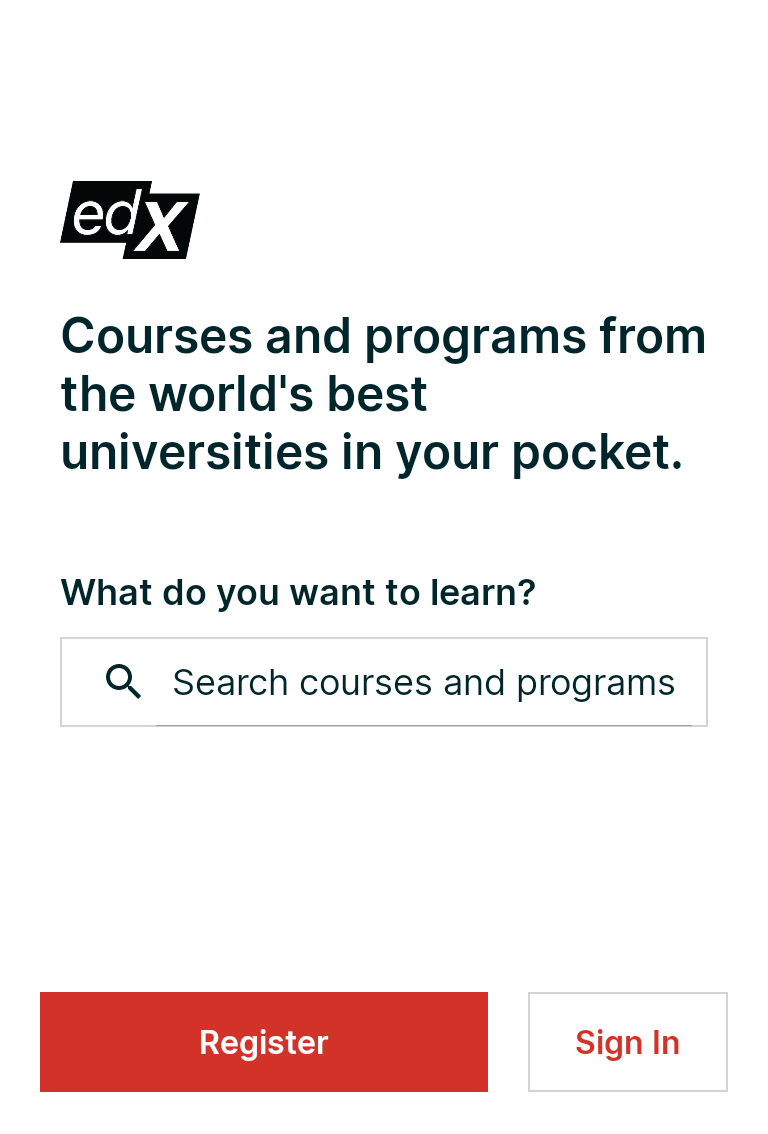 edX
Courses and programs from
the world's best
universities in your pocket.
What do you want to learn?
Search courses and programs
Register
Sign In